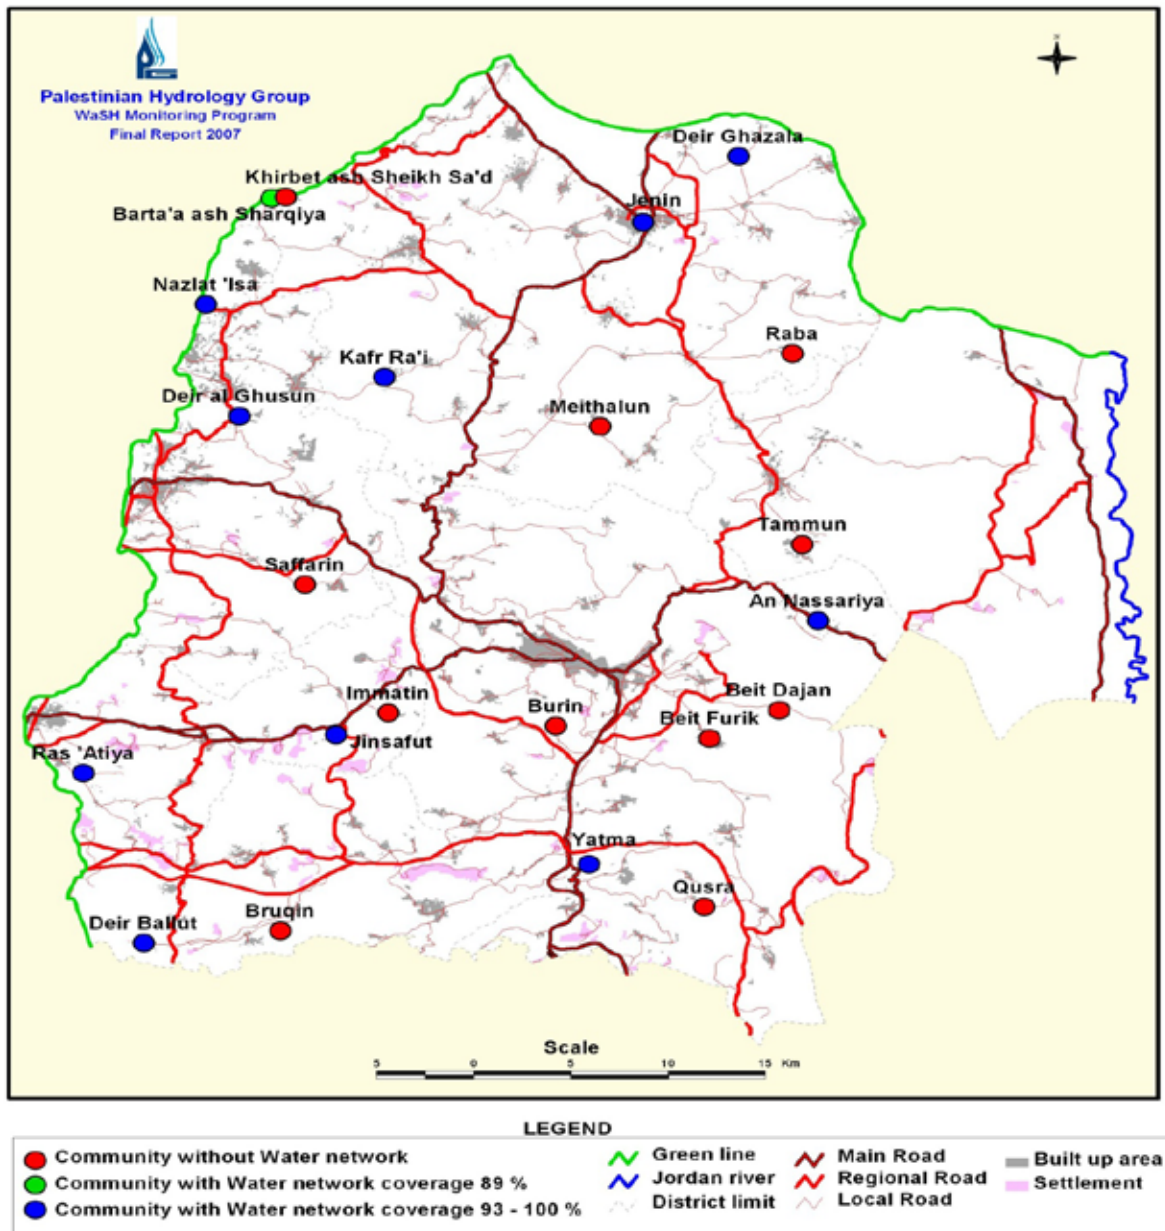 N
Palestinian Hydrology Group
WaSH Monitoring Program
Final Report 2007
Deir Ghazala
Khirbet ash Sheikh Sa'd
Jenin
Barta'a ash Sharqiya
Nazlat 'Isa
Raba
Kafr Ra'i
Deir al Ghusun
Meithalun
Tammun
Saffarin
An Nassariya
Immatin
Beit Dajan
Burin
Beit Furik
Jinsafut
Ras 'Atiya
Yatma
Qusra
Bruqin
Deir Ballut
Scale
5 0 5 10 15 Km
LEGEND
Community without Water network
Community with Water network coverage 89 %
Community with Water network coverage 93 - 100 %
Green line
Jordan river
District limit
Main Road
Regional Road
Local Road
Built up area
Settlement